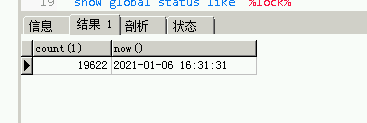 19 show global status like "%lock%"
信息 结果 1 剖析 状态
count(1) now()
19622 2021-01-06 16:31:31